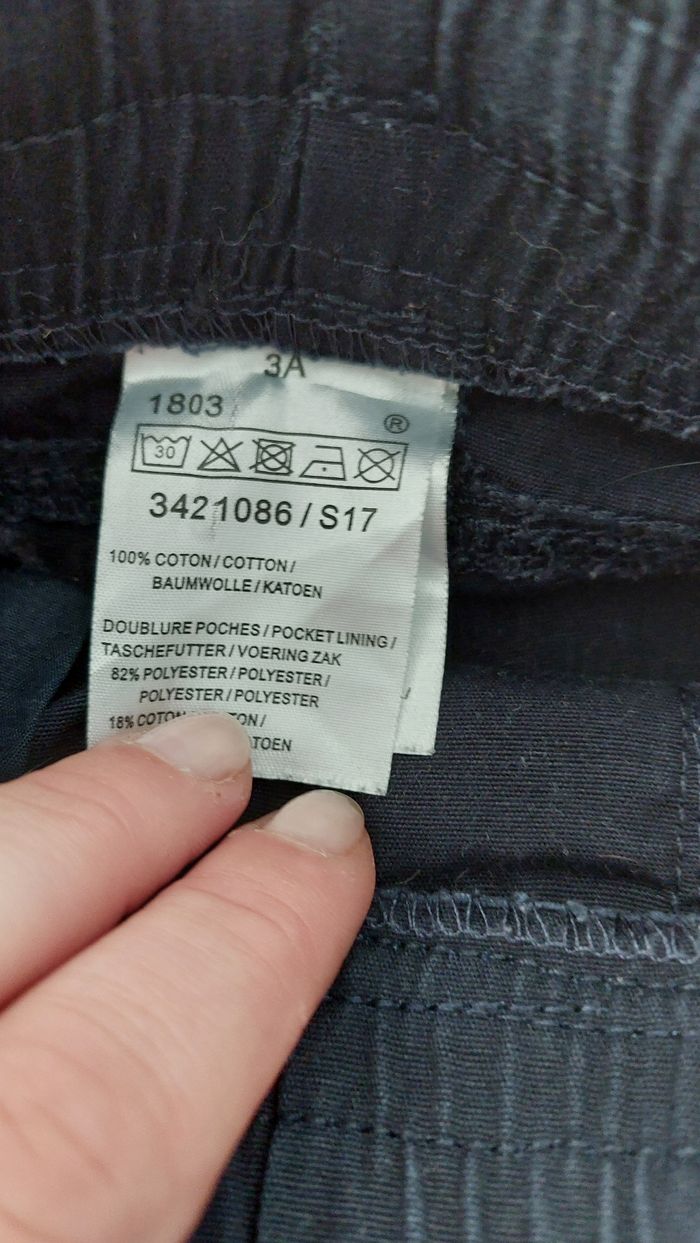 3A
1803
®
30
3421086 / S17
100% COTON / COTTON /
BAUMWOLLE / KATOEN
DOUBLURE POCHES / POCKET LINING /
TASCHEFUTTER / VOERING ZAK
82% POLYESTER / POLYESTER /
POLYESTER / POLYESTER
18% COTON